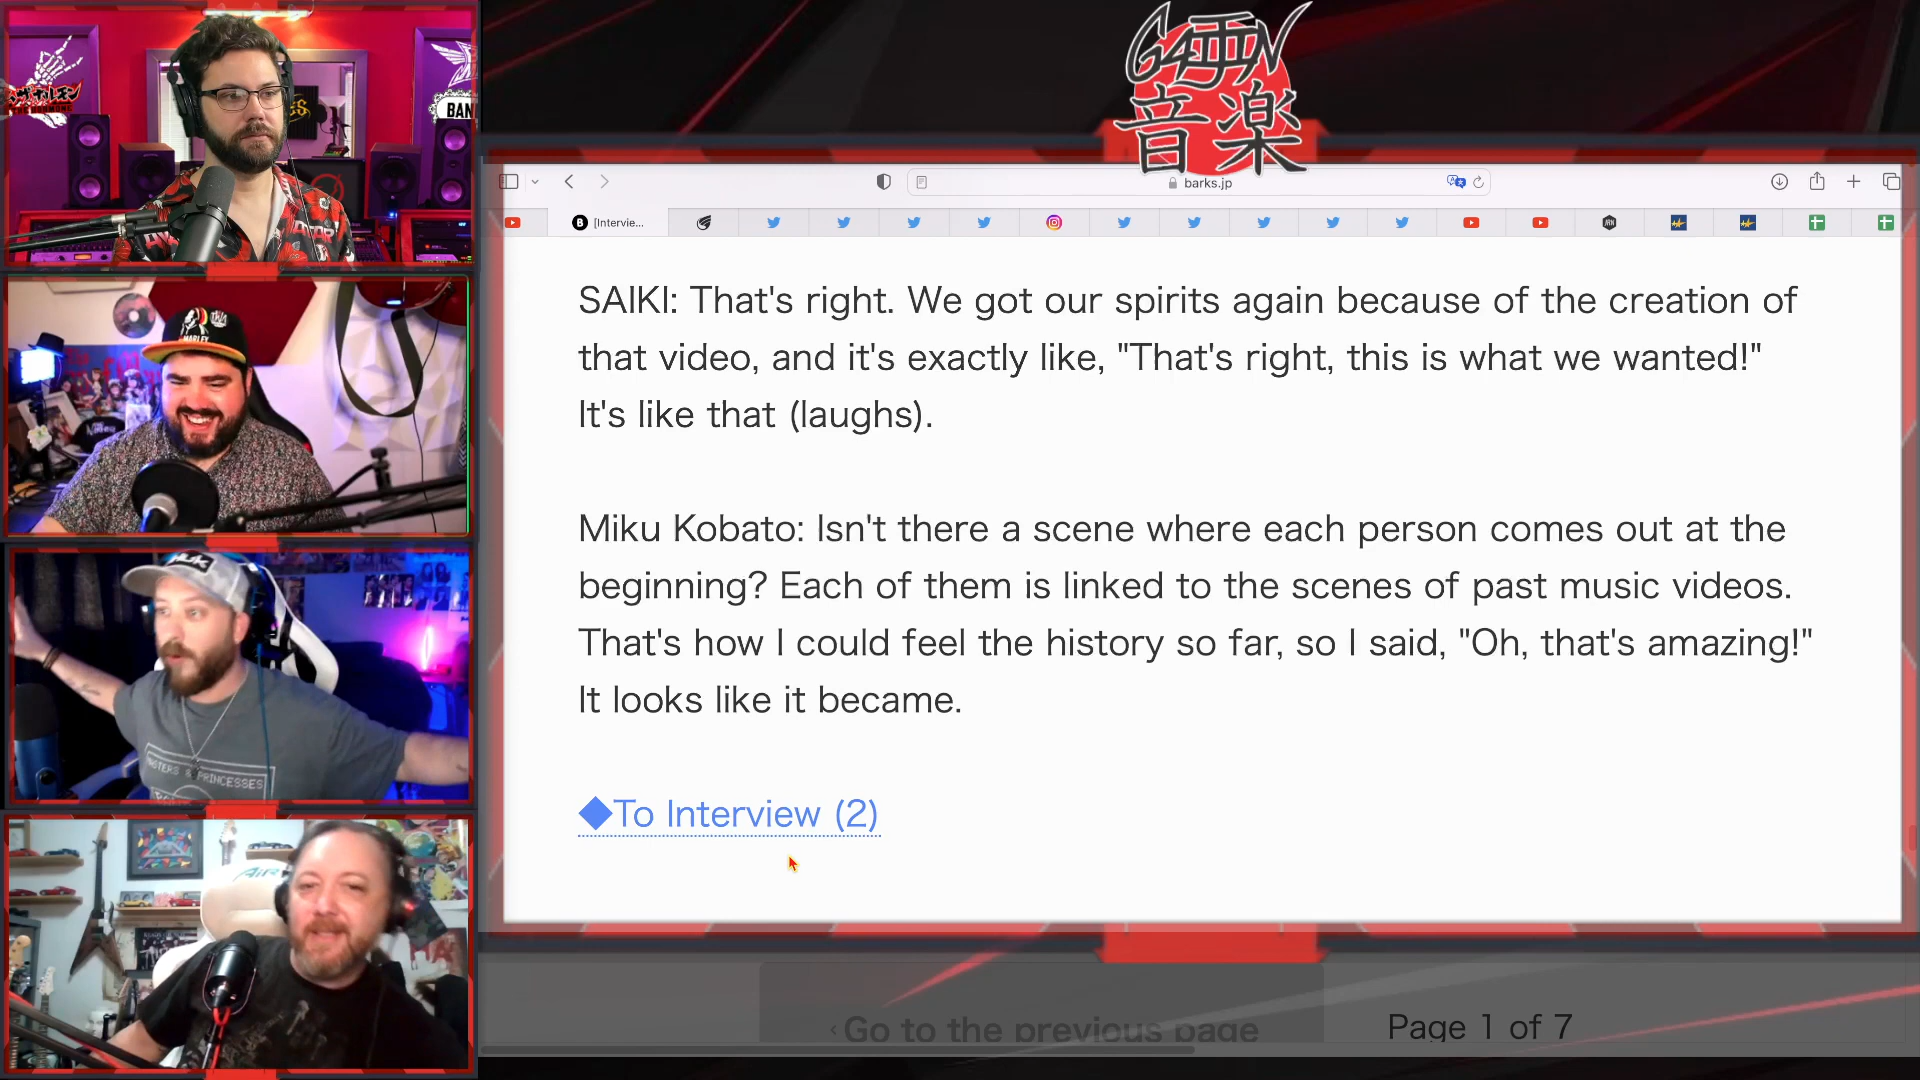 GAIJIN
音楽
barks.jp
[Intervie...
SAIKI: That's right. We got our spirits again because of the creation of
that video, and it's exactly like, "That's right, this is what we wanted!"
It's like that (laughs).
Miku Kobato: Isn't there a scene where each person comes out at the
beginning? Each of them is linked to the scenes of past music videos.
That's how I could feel the history so far, so I said, "Oh, that's amazing!"
It looks like it became.
◆To Interview (2)
‹Go to the previous page
Page 1 of 7
BAN
MARLEY
PRINCESSES
AiR